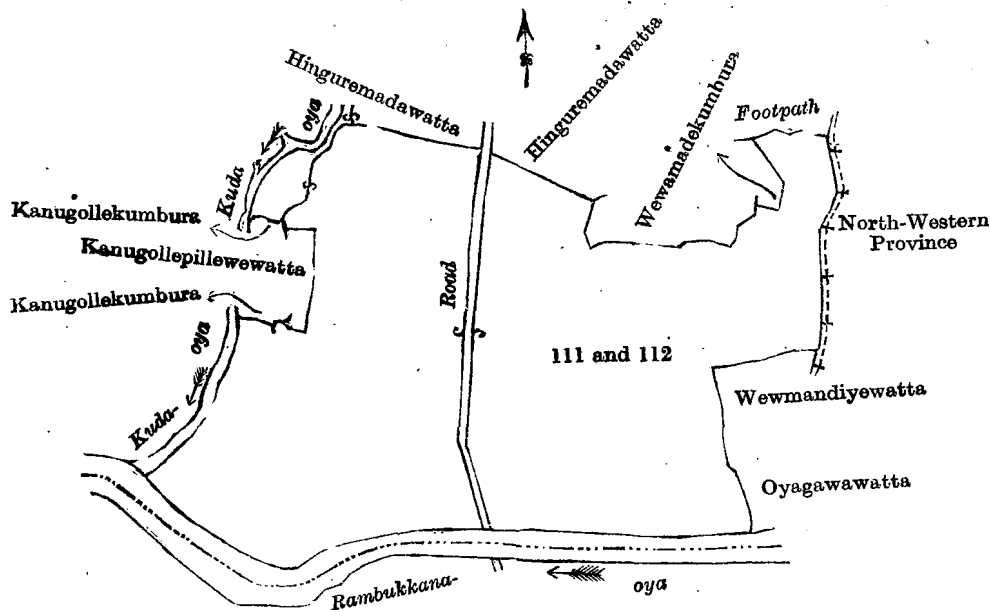 Hinguremadawatta
Hinguremadawatta
Wewamadekumbura
Footpath
oya
Kuda
Kanugollekumbura
Kanugollepillewewatta
Kanugollekumbura
North-Western
Province
Road
oya
Kuda-
111 and 112
Wewmandiyewatta
Oyagawawatta
Rambukkana-
oya